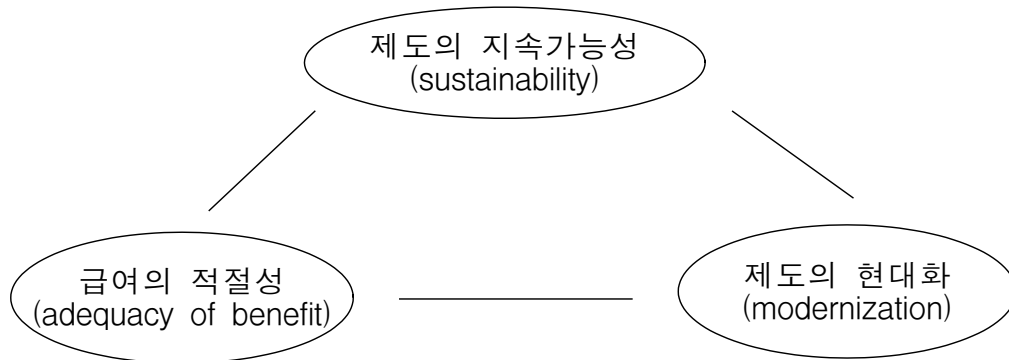 제도의 지속가능성
(sustainability)
급여의 적절성
(adequacy of benefit)
제도의 현대화
(modernization)